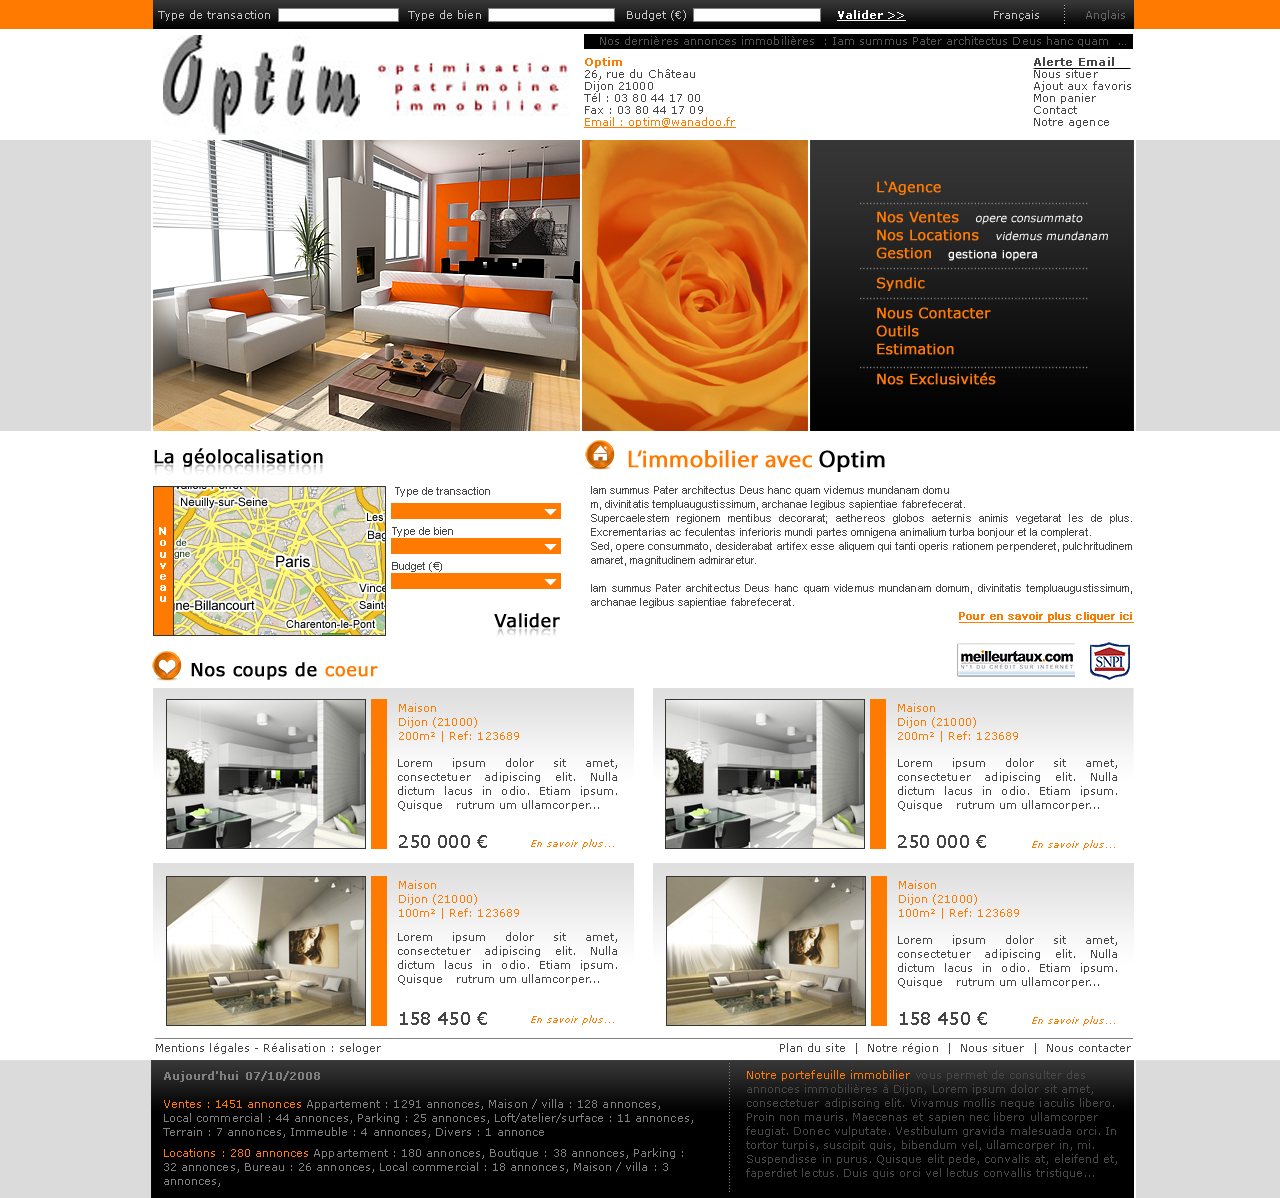 Type de transaction Type de bien Budget (€) Valider >> Français Anglais
Nos dernières annonces immobilières : Iam summus Pater architectus Deus hanc quam ...
Optim
optimisation
patrimoine
immobilier
Optim
26, rue du Château
Dijon 21000
Tél : 03 80 44 17 00
Fax : 03 80 44 17 09
Email : optim@wanadoo.fr
Alerte Email
Nous situer
Ajout aux favoris
Mon panier
Contact
Notre agence
L'Agence
Nos Ventes opere consummato
Nos Locations videmus mundanam
Gestion gestiona iopera
Syndic
Nous Contacter
Outils
Estimation
Nos Exclusivités
La géolocalisation
Nouveau
Neuilly-sur-Seine
Les
Bag
de
gne
Paris
Vince
ne-Billancourt
Saint-
Charenton-le-Pont
Type de transaction
Type de bien
Budget (€)
Valider
L'immobilier avec Optim
Iam summus Pater architectus Deus hanc quam videmus mundanam domu
m, divinitatis templuaugustissimum, archanae legibus sapientiae fabrefecerat.
Supercaelestem regionem mentibus decorarat; aethereos globos aeternis animis vegetarat les de plus.
Excrementarias ac feculentas inferioris mundi partes omnigena animalium turba bonjour et la complerat.
Sed, opere consummato, desiderabat artifex esse aliquem qui tanti operis rationem perpenderet, pulchritudinem
amaret, magnitudinem admiraretur.
Iam summus Pater architectus Deus hanc quam videmus mundanam domum, divinitatis templuaugustissimum,
archanae legibus sapientiae fabrefecerat.
Pour en savoir plus cliquer ici
meilleurtaux.com
N°1 DU CRÉDIT SUR INTERNET
SNPI
Nos coups de coeur
Maison
Dijon (21000)
200m² | Ref: 123689
Lorem ipsum dolor sit amet,
consectetuer adipiscing elit. Nulla
dictum lacus in odio. Etiam ipsum.
Quisque rutrum um ullamcorper...
250 000 € En savoir plus...
Maison
Dijon (21000)
200m² | Ref: 123689
Lorem ipsum dolor sit amet,
consectetuer adipiscing elit. Nulla
dictum lacus in odio. Etiam ipsum.
Quisque rutrum um ullamcorper...
250 000 € En savoir plus...
Maison
Dijon (21000)
100m² | Ref: 123689
Lorem ipsum dolor sit amet,
consectetuer adipiscing elit. Nulla
dictum lacus in odio. Etiam ipsum.
Quisque rutrum um ullamcorper...
158 450 € En savoir plus...
Maison
Dijon (21000)
100m² | Ref: 123689
Lorem ipsum dolor sit amet,
consectetuer adipiscing elit. Nulla
dictum lacus in odio. Etiam ipsum.
Quisque rutrum um ullamcorper...
158 450 € En savoir plus...
Mentions légales - Réalisation : seloger Plan du site | Notre région | Nous situer | Nous contacter
Aujourd'hui 07/10/2008
Ventes : 1451 annonces Appartement : 1291 annonces, Maison / villa : 128 annonces,
Local commercial : 44 annonces, Parking : 25 annonces, Loft/atelier/surface : 11 annonces,
Terrain : 7 annonces, Immeuble : 4 annonces, Divers : 1 annonce
Locations : 280 annonces Appartement : 180 annonces, Boutique : 38 annonces, Parking :
32 annonces, Bureau : 26 annonces, Local commercial : 18 annonces, Maison / villa : 3
annonces,
Notre portefeuille immobilier vous permet de consulter des
annonces immobilières à Dijon, Lorem ipsum dolor sit amet,
consectetuer adipiscing elit. Vivamus mollis neque iaculis libero.
Proin non mauris. Maecenas et sapien nec libero ullamcorper
feugiat. Donec vulputate. Vestibulum gravida malesuada orci. In
tortor turpis, suscipit quis, bibendum vel, ullamcorper in, mi.
Suspendisse in purus. Quisque elit pede, convalis at, eleifend et,
faperdiet lectus. Duis quis orci vel lectus convallis tristique...